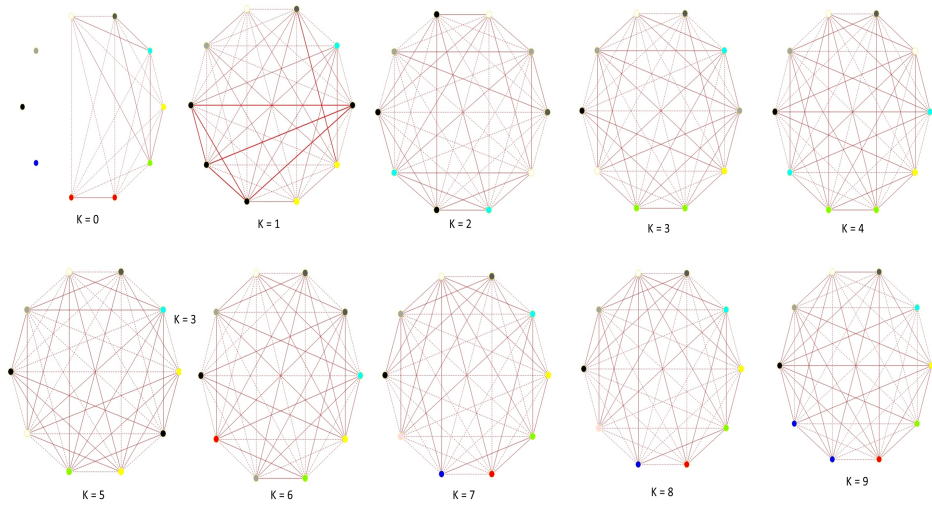 K = 0
K = 1
K = 2
K = 3
K = 4
K = 3
K = 5
K = 6
K = 7
K = 8
K = 9